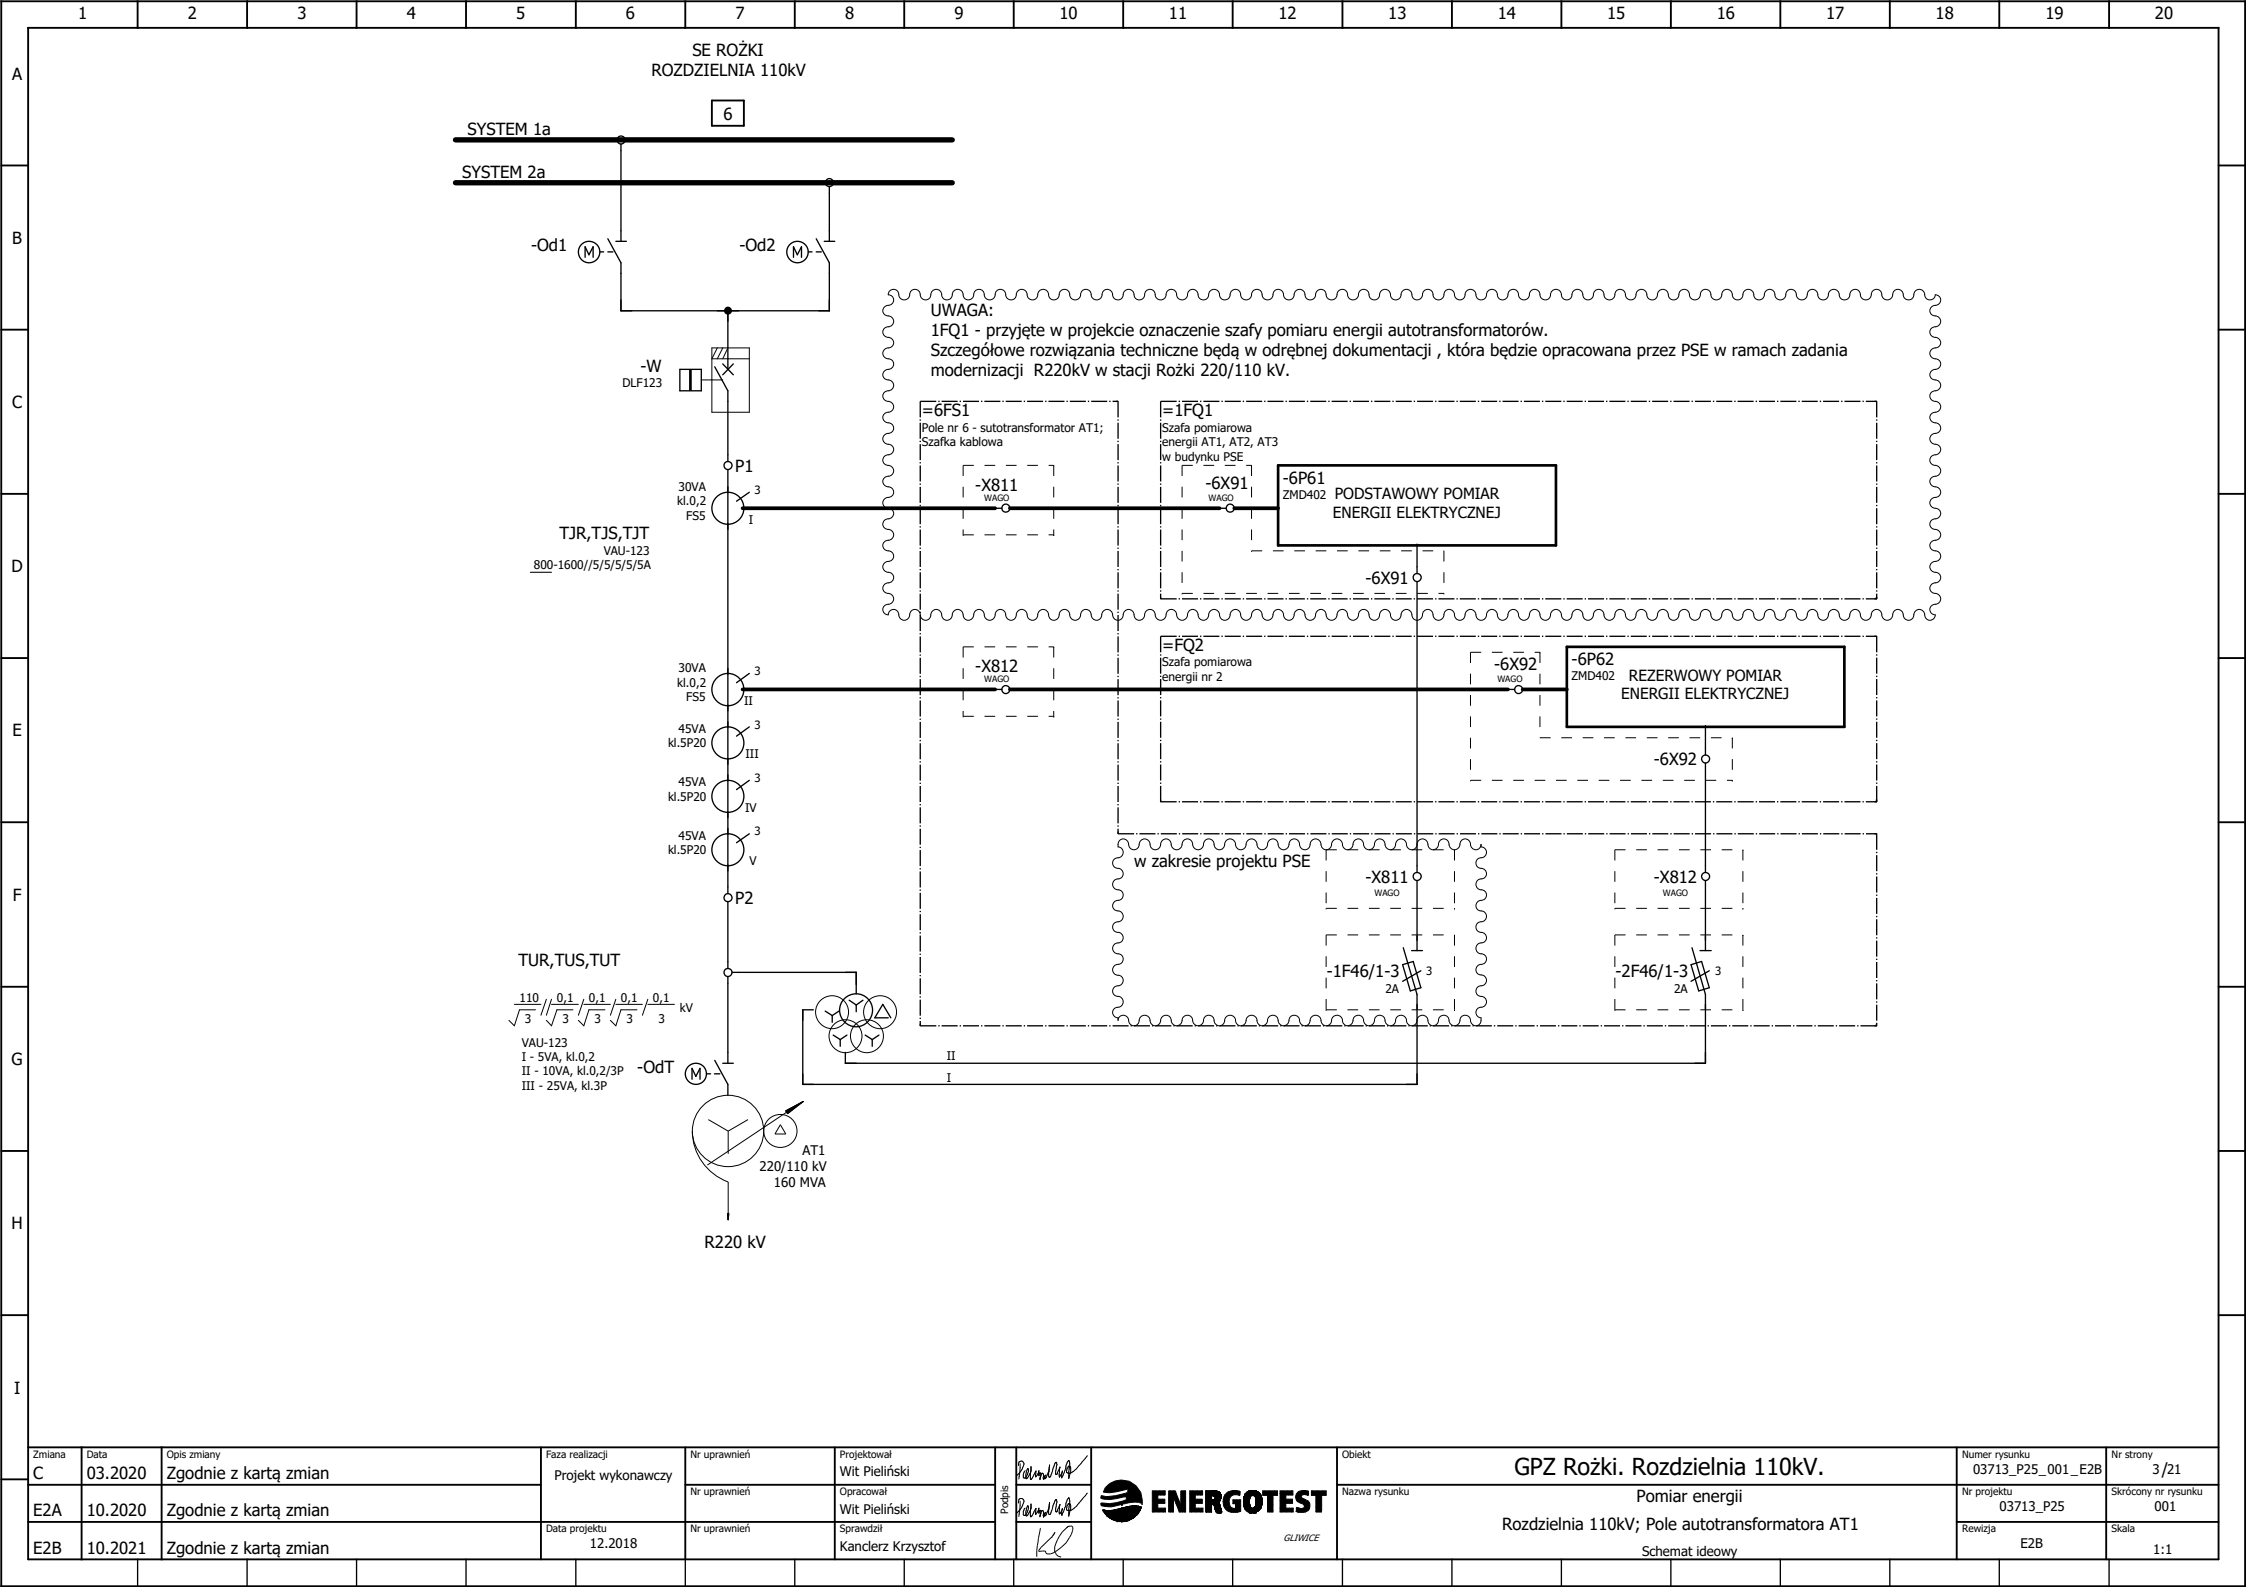 1 2 3 4 5 6 7 8 9 10 11 12 13 14 15 16 17 18 19 20
A
B
C
D
E
F
G
H
I
SE ROŻKI
ROZDZIELNIA 110kV
6
SYSTEM 1a
SYSTEM 2a
-Od1
M
-Od2
M
UWAGA:
1FQ1 - przyjęte w projekcie oznaczenie szafy pomiaru energii autotransformatorów.
Szczegółowe rozwiązania techniczne będą w odrębnej dokumentacji , która będzie opracowana przez PSE w ramach zadania
modernizacji R220kV w stacji Rożki 220/110 kV.
-W
DLF123
=6FS1
Pole nr 6 - sutotransformator AT1;
Szafka kablowa
=1FQ1
Szafa pomiarowa
energii AT1, AT2, AT3
w budynku PSE
P1
30VA
kl.0,2
FS5
3
I
-X811
WAGO
-6X91
WAGO
-6P61
ZMD402
PODSTAWOWY POMIAR
ENERGII ELEKTRYCZNEJ
TJR,TJS,TJT
VAU-123
800-1600//5/5/5/5/5A
-6X91
=FQ2
Szafa pomiarowa
energii nr 2
30VA
kl.0,2
FS5
3
II
-X812
WAGO
-6X92
WAGO
-6P62
ZMD402
REZERWOWY POMIAR
ENERGII ELEKTRYCZNEJ
45VA
kl.5P20
3
III
-6X92
45VA
kl.5P20
3
IV
45VA
kl.5P20
3
V
w zakresie projektu PSE
-X811
WAGO
-X812
WAGO
P2
TUR,TUS,TUT
-1F46/1-3
2A
3
-2F46/1-3
2A
3
110 // 0,1 / 0,1 / 0,1 / 0,1 kV
√3 √3 √3 √3 3
VAU-123
I - 5VA, kl.0,2
II - 10VA, kl.0,2/3P
III - 25VA, kl.3P
-OdT
M
II
I
AT1
220/110 kV
160 MVA
R220 kV
Zmiana Data Opis zmiany
C 03.2020 Zgodnie z kartą zmian
E2A 10.2020 Zgodnie z kartą zmian
E2B 10.2021 Zgodnie z kartą zmian
Faza realizacji
Projekt wykonawczy
Data projektu
12.2018
Nr uprawnień
Nr uprawnień
Nr uprawnień
Projektował
Wit Pieliński
Opracował
Wit Pieliński
Sprawdził
Kanclerz Krzysztof
Podpis
ENERGOTEST
GLIWICE
Obiekt
GPZ Rożki. Rozdzielnia 110kV.
Nazwa rysunku
Pomiar energii
Rozdzielnia 110kV; Pole autotransformatora AT1
Schemat ideowy
Numer rysunku
03713_P25_001_E2B
Nr strony
3/21
Nr projektu
03713_P25
Skrócony nr rysunku
001
Rewizja
E2B
Skala
1:1